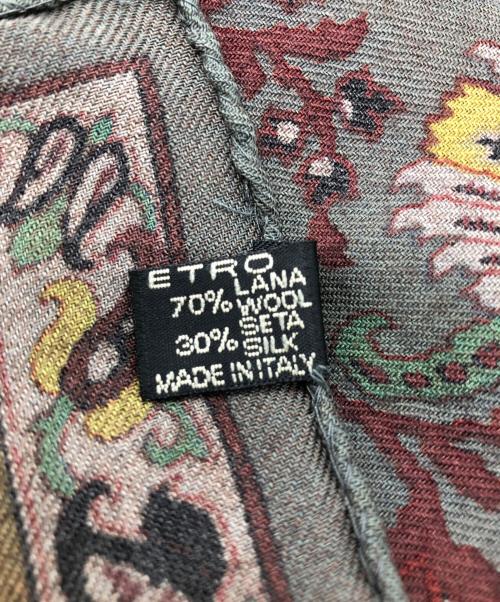 ETRO
70% LANA
WOOL
30% SETA
SILK
MADE IN ITALY